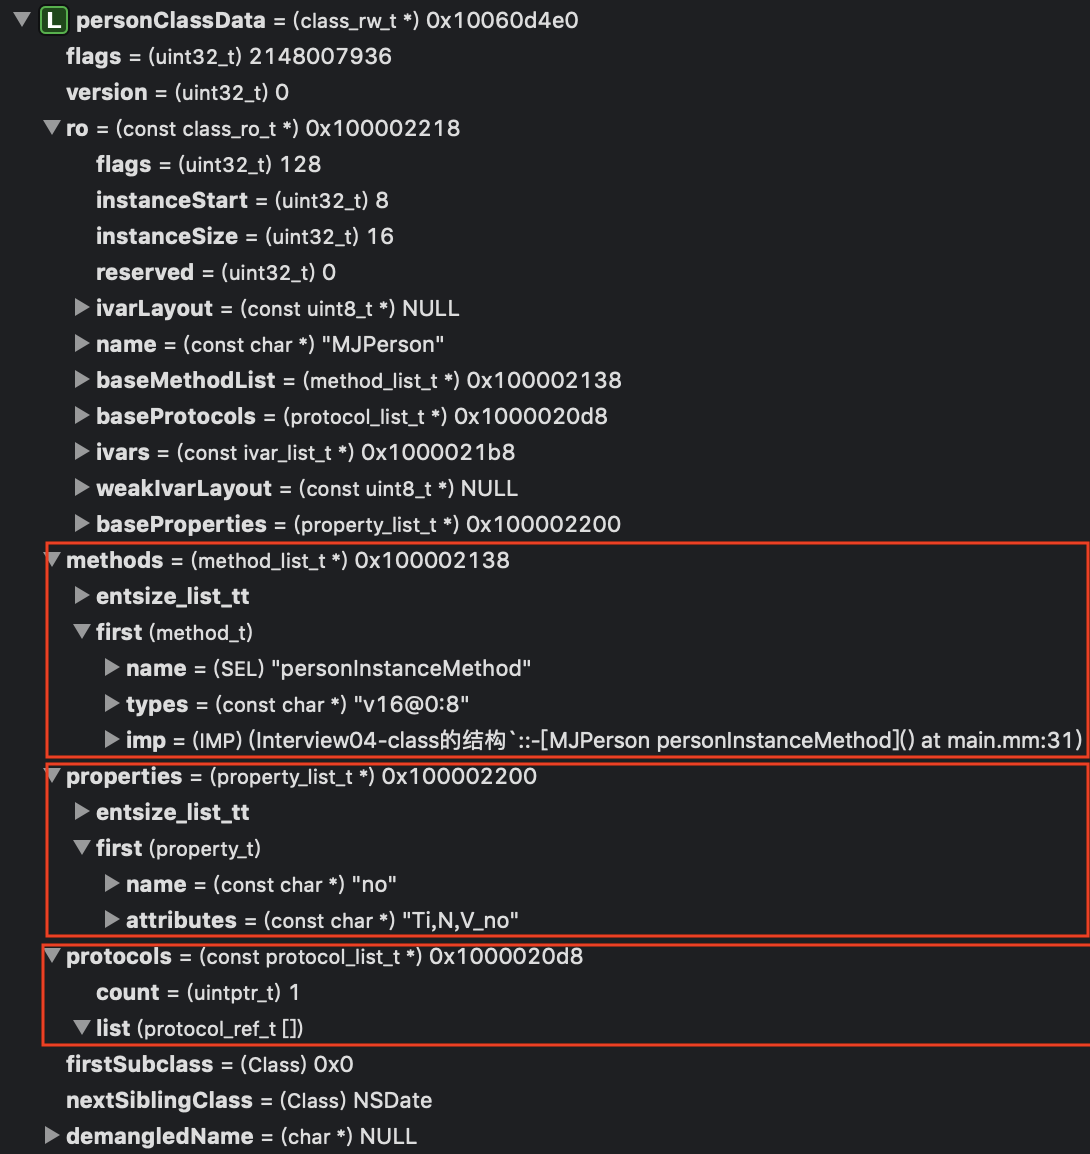 L personClassData = (class_rw_t *) 0x10060d4e0
flags = (uint32_t) 2148007936
version = (uint32_t) 0
ro = (const class_ro_t *) 0x100002218
flags = (uint32_t) 128
instanceStart = (uint32_t) 8
instanceSize = (uint32_t) 16
reserved = (uint32_t) 0
ivarLayout = (const uint8_t *) NULL
name = (const char *) "MJPerson"
baseMethodList = (method_list_t *) 0x100002138
baseProtocols = (protocol_list_t *) 0x1000020d8
ivars = (const ivar_list_t *) 0x1000021b8
weakIvarLayout = (const uint8_t *) NULL
baseProperties = (property_list_t *) 0x100002200
methods = (method_list_t *) 0x100002138
entsize_list_tt
first (method_t)
name = (SEL) "personInstanceMethod"
types = (const char *) "v16@0:8"
imp = (IMP) (Interview04-class的结构`::-[MJPerson personInstanceMethod]() at main.mm:31)
properties = (property_list_t *) 0x100002200
entsize_list_tt
first (property_t)
name = (const char *) "no"
attributes = (const char *) "Ti,N,V_no"
protocols = (const protocol_list_t *) 0x1000020d8
count = (uintptr_t) 1
list (protocol_ref_t [])
firstSubclass = (Class) 0x0
nextSiblingClass = (Class) NSDate
demangledName = (char *) NULL